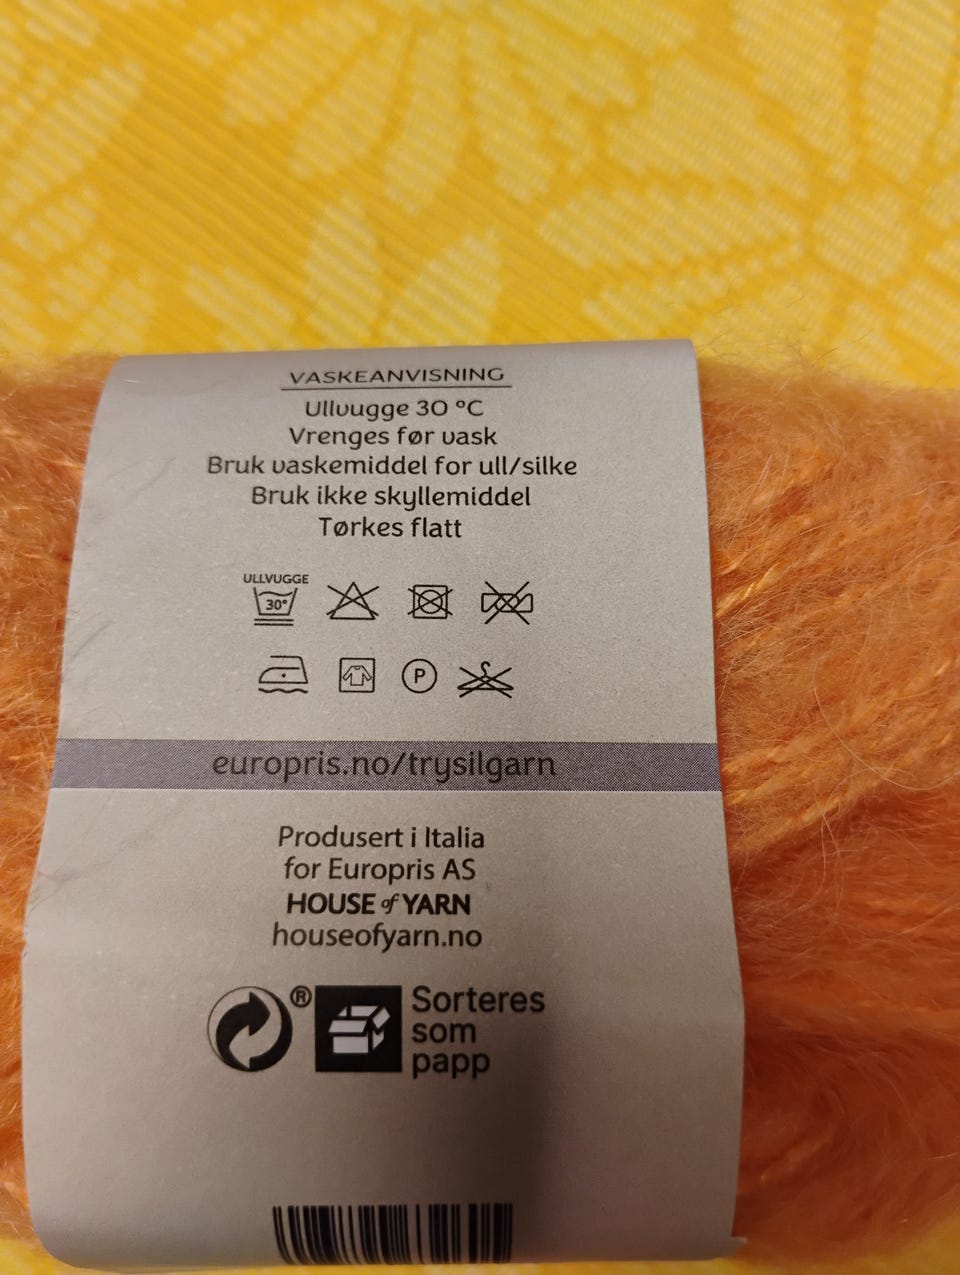 VASKEANVISNING
Ullvugge 30 °C
Vrenges før vask
Bruk vaskemiddel for ull/silke
Bruk ikke skyllemiddel
Tørkes flatt
ULLVUGGE
30°
P
europris.no/trysilgarn
Produsert i Italia
for Europris AS
HOUSE of YARN
houseofyarn.no
®
Sorteres
som
papp